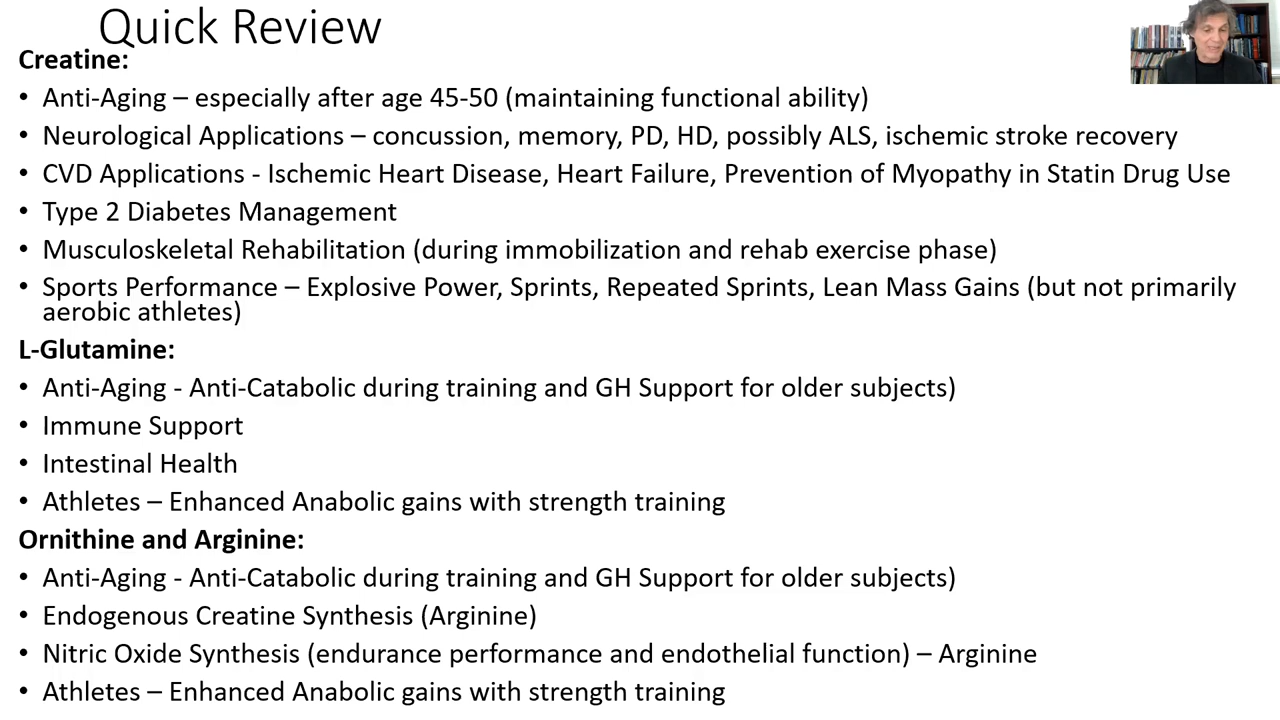 Quick Review
Creatine:
• Anti-Aging – especially after age 45-50 (maintaining functional ability)
• Neurological Applications – concussion, memory, PD, HD, possibly ALS, ischemic stroke recovery
• CVD Applications - Ischemic Heart Disease, Heart Failure, Prevention of Myopathy in Statin Drug Use
• Type 2 Diabetes Management
• Musculoskeletal Rehabilitation (during immobilization and rehab exercise phase)
• Sports Performance – Explosive Power, Sprints, Repeated Sprints, Lean Mass Gains (but not primarily
aerobic athletes)
L-Glutamine:
• Anti-Aging - Anti-Catabolic during training and GH Support for older subjects)
• Immune Support
• Intestinal Health
• Athletes – Enhanced Anabolic gains with strength training
Ornithine and Arginine:
• Anti-Aging - Anti-Catabolic during training and GH Support for older subjects)
• Endogenous Creatine Synthesis (Arginine)
• Nitric Oxide Synthesis (endurance performance and endothelial function) – Arginine
• Athletes – Enhanced Anabolic gains with strength training